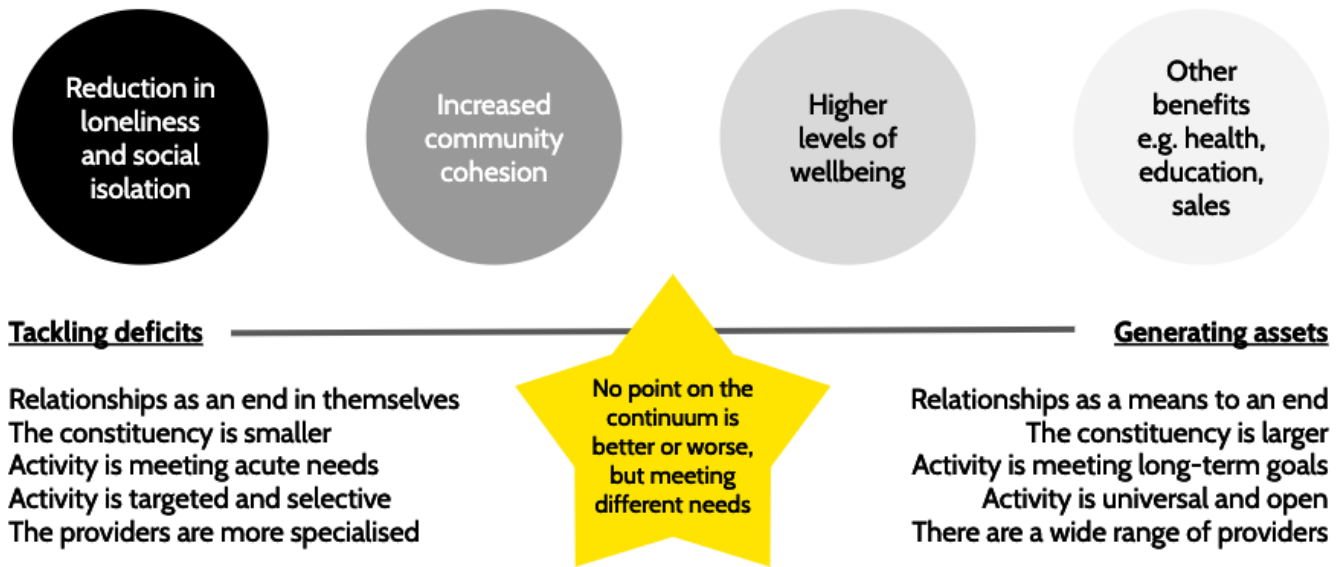 Reduction in
loneliness
and social
isolation
Increased
community
cohesion
Higher
levels of
wellbeing
Other
benefits
e.g. health,
education,
sales
Tackling deficits
Generating assets
Relationships as an end in themselves
The constituency is smaller
Activity is meeting acute needs
Activity is targeted and selective
The providers are more specialised
No point on the
continuum is
better or worse,
but meeting
different needs
Relationships as a means to an end
The constituency is larger
Activity is meeting long-term goals
Activity is universal and open
There are a wide range of providers